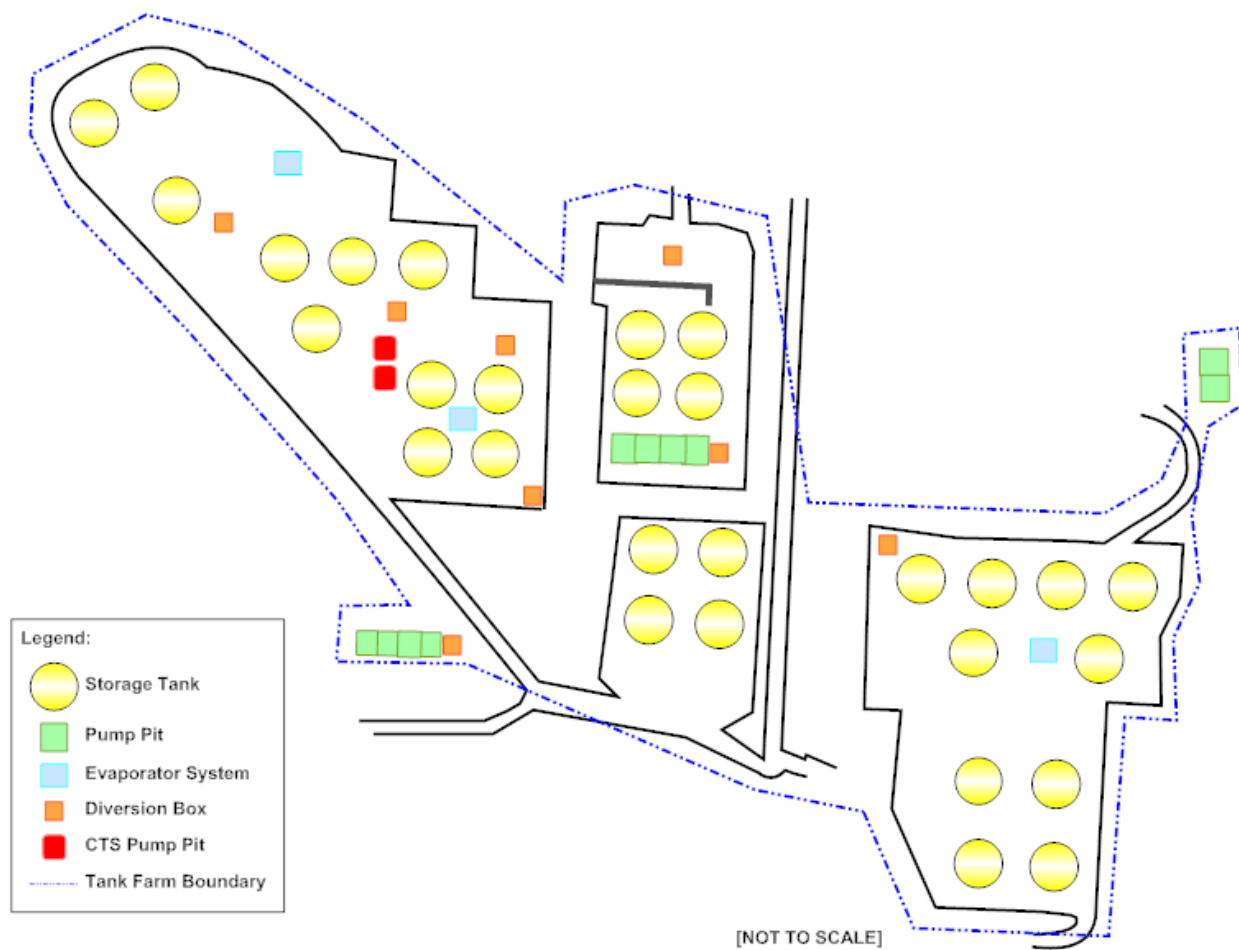 Legend:
Storage Tank
Pump Pit
Evaporator System
Diversion Box
CTS Pump Pit
Tank Farm Boundary
[NOT TO SCALE]